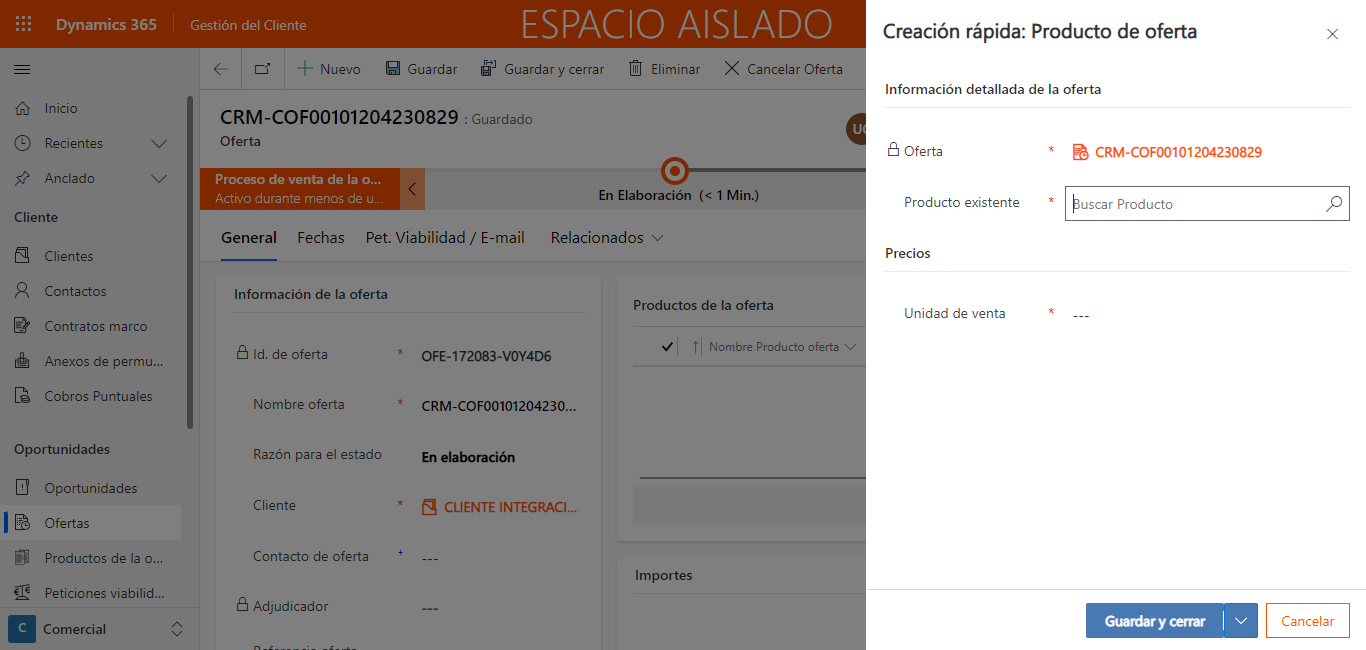 Dynamics 365
Gestión del Cliente
ESPACIO AISLADO
Nuevo
Guardar
Guardar y cerrar
Eliminar
Cancelar Oferta
Inicio
Recientes
Anclado
Cliente
Clientes
Contactos
Contratos marco
Anexos de permu...
Cobros Puntuales
Oportunidades
Oportunidades
Ofertas
Productos de la o...
Peticiones viabilid...
C Comercial
CRM-COF00101204230829 : Guardado
Oferta
UC
Proceso de venta de la o...
Activo durante menos de u...
En Elaboración (< 1 Min.)
General Fechas Pet. Viabilidad / E-mail Relacionados
Información de la oferta
Id. de oferta * OFE-172083-V0Y4D6
Nombre oferta * CRM-COF00101204230...
Razón para el estado En elaboración
Cliente * CLIENTE INTEGRACI...
Contacto de oferta + ---
Adjudicador ---
Referencia oferta
Productos de la oferta
Nombre Producto oferta
Importes
Creación rápida: Producto de oferta
Información detallada de la oferta
Oferta * CRM-COF00101204230829
Producto existente * Buscar Producto
Precios
Unidad de venta * ---
Guardar y cerrar
Cancelar